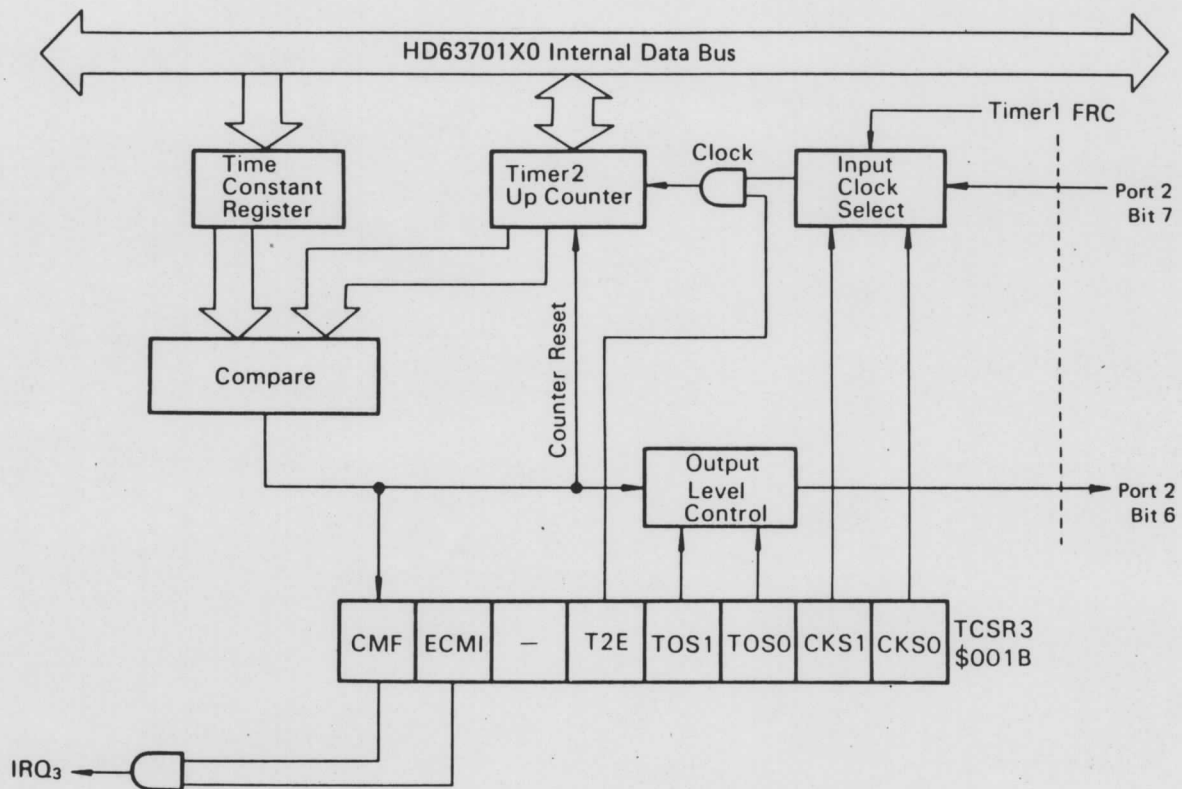 HD63701X0 Internal Data Bus
Timer1 FRC
Time
Constant
Register
Timer2
Up Counter
Clock
Input
Clock
Select
Port 2
Bit 7
Compare
Counter Reset
Output
Level
Control
Port 2
Bit 6
CMF ECMI — T2E TOS1 TOS0 CKS1 CKS0 TCSR3
$001B
IRQ₃